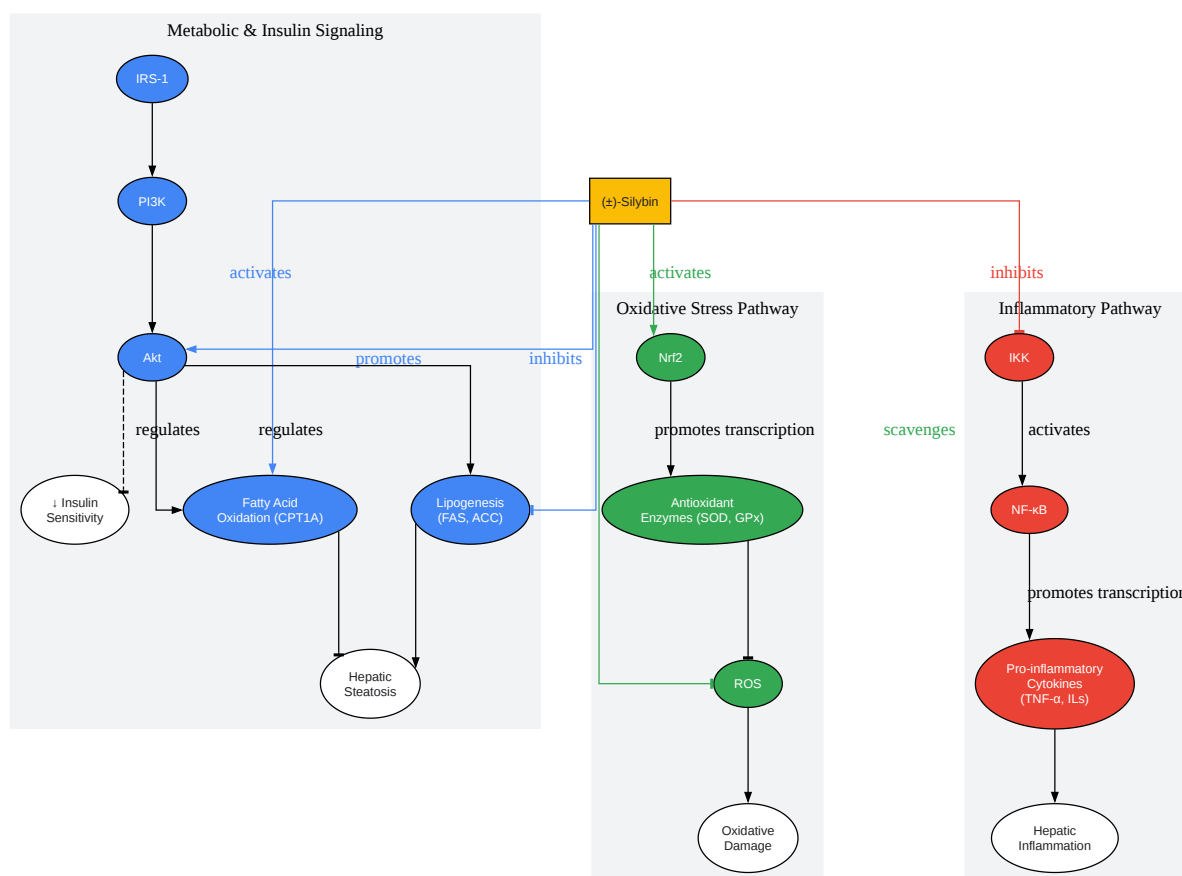 Metabolic & Insulin Signaling
IRS-1
PI3K
(±)-Silybin
activates
activates
inhibits
Oxidative Stress Pathway
Inflammatory Pathway
Akt
promotes
inhibits
Nrf2
IKK
regulates
regulates
promotes transcription
scavenges
activates
↓ Insulin
Sensitivity
Fatty Acid
Oxidation (CPT1A)
Lipogenesis
(FAS, ACC)
Antioxidant
Enzymes (SOD, GPx)
NF-κB
promotes transcription
Hepatic
Steatosis
ROS
Pro-inflammatory
Cytokines
(TNF-α, ILs)
Oxidative
Damage
Hepatic
Inflammation